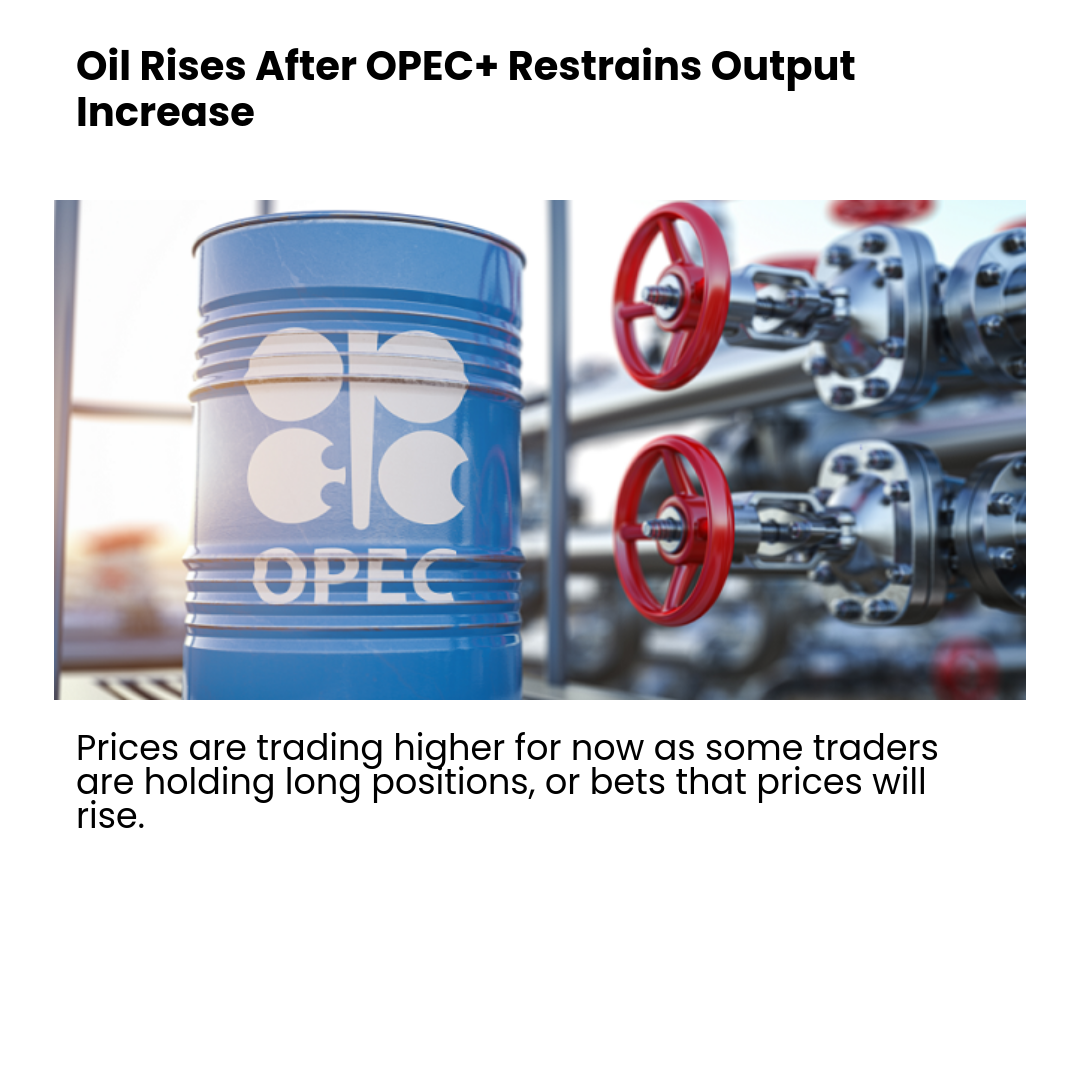 Oil Rises After OPEC+ Restrains Output
Increase
OPEC
Prices are trading higher for now as some traders
are holding long positions, or bets that prices will
rise.